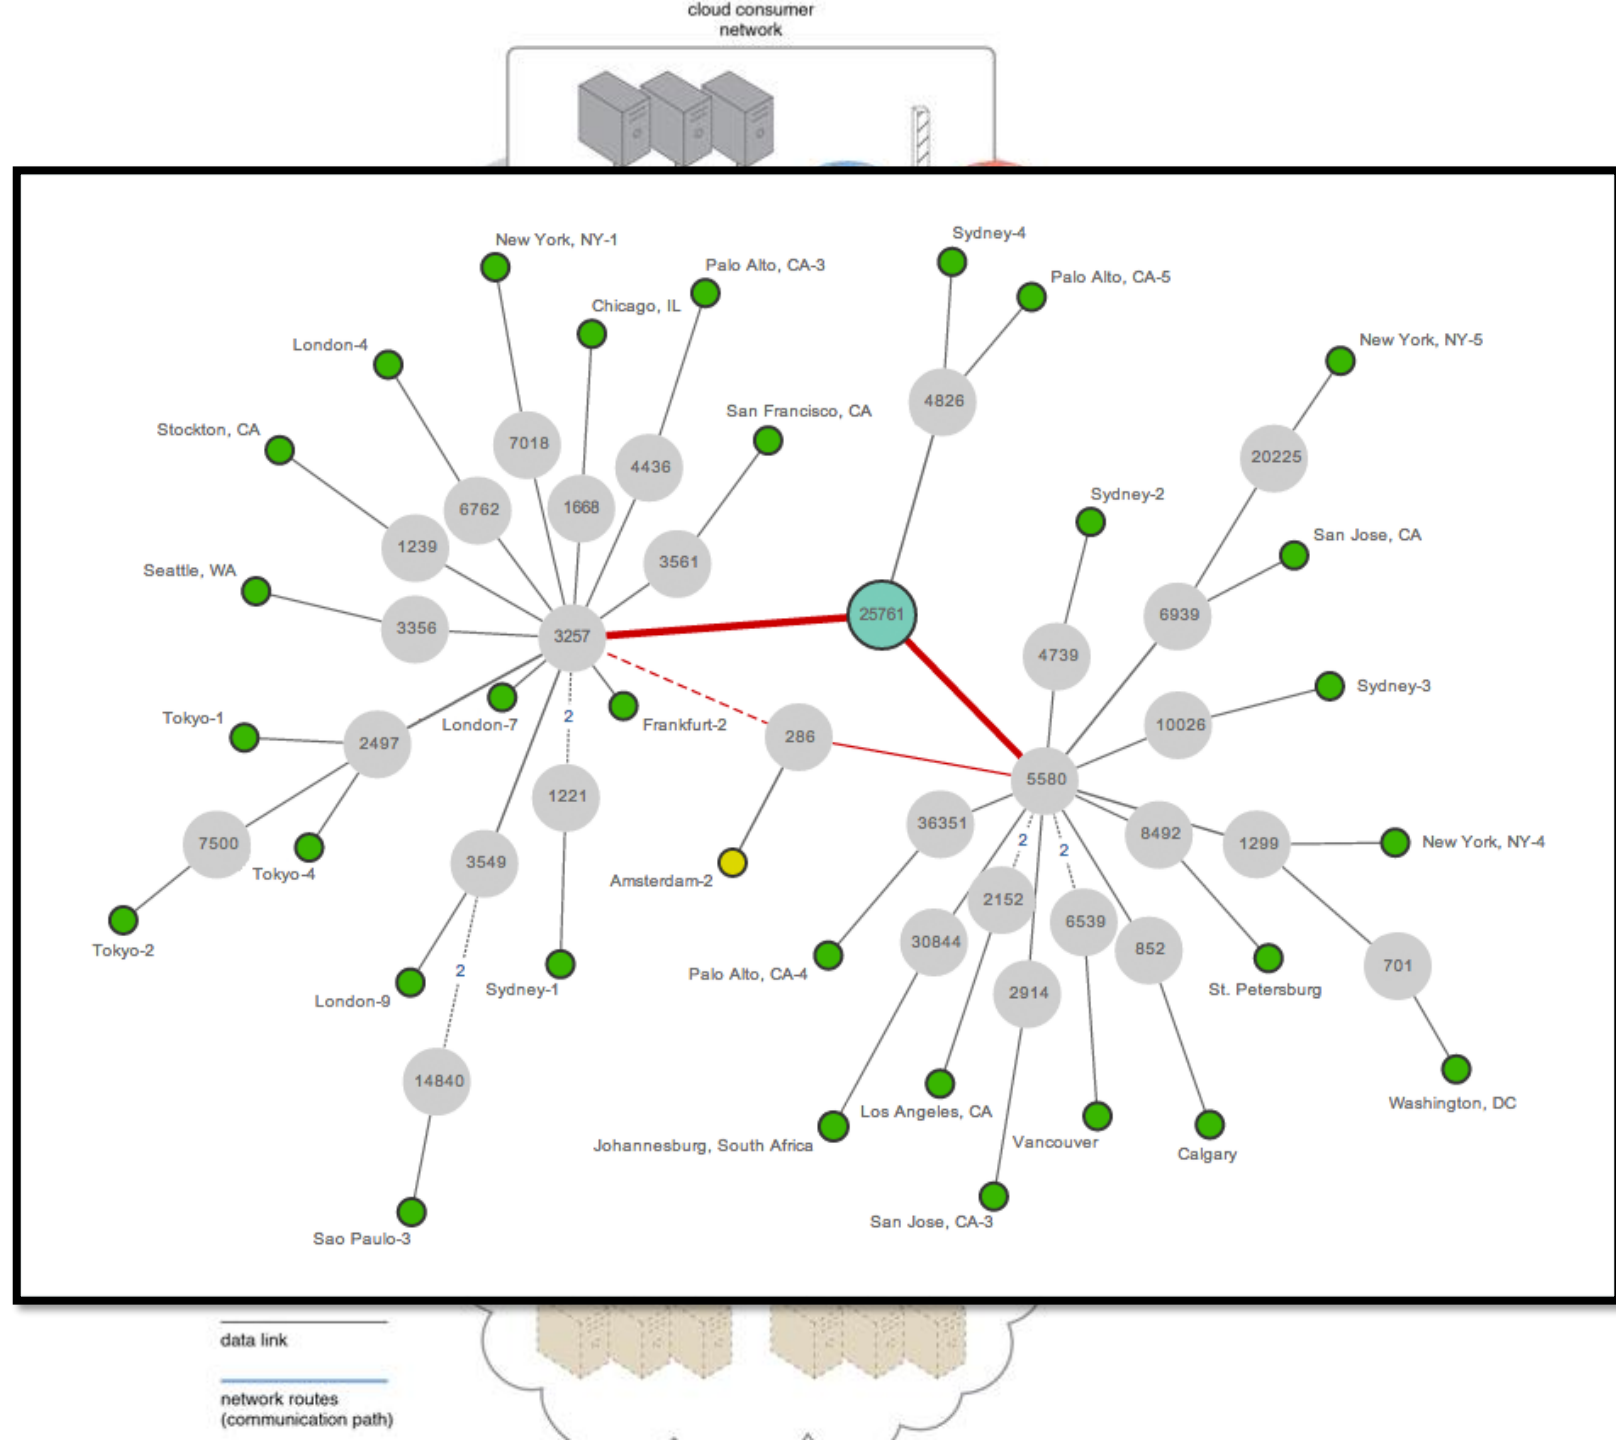 cloud consumer
network
Sydney-4
New York, NY-1
Palo Alto, CA-3
Palo Alto, CA-5
Chicago, IL
New York, NY-5
London-4
4826
San Francisco, CA
Stockton, CA
7018
20225
4436
Sydney-2
6762
1668
San Jose, CA
1239
3561
Seattle, WA
25761
6939
3356
3257
4739
Sydney-3
Tokyo-1
2
London-7
Frankfurt-2
10026
2497
286
5580
1221
36351
8492
1299
New York, NY-4
2
2
7500
3549
Tokyo-4
Amsterdam-2
2152
6539
Tokyo-2
30844
852
2
Palo Alto, CA-4
701
London-9
Sydney-1
2914
St. Petersburg
14840
Los Angeles, CA
Washington, DC
Johannesburg, South Africa
Vancouver
Calgary
San Jose, CA-3
Sao Paulo-3
data link
network routes
(communication path)